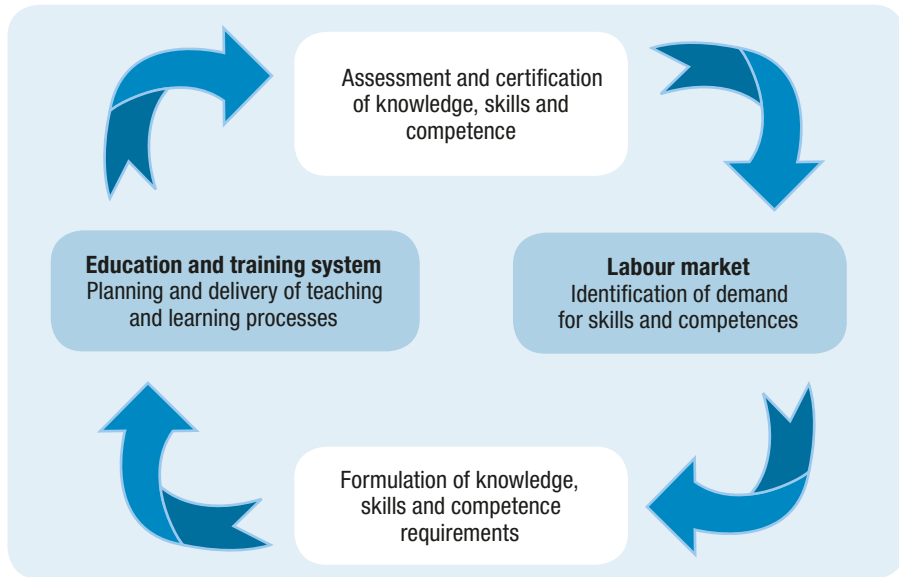 Assessment and certification
of knowledge, skills and
competence
Education and training system
Planning and delivery of teaching
and learning processes
Labour market
Identification of demand
for skills and competences
Formulation of knowledge,
skills and competence
requirements